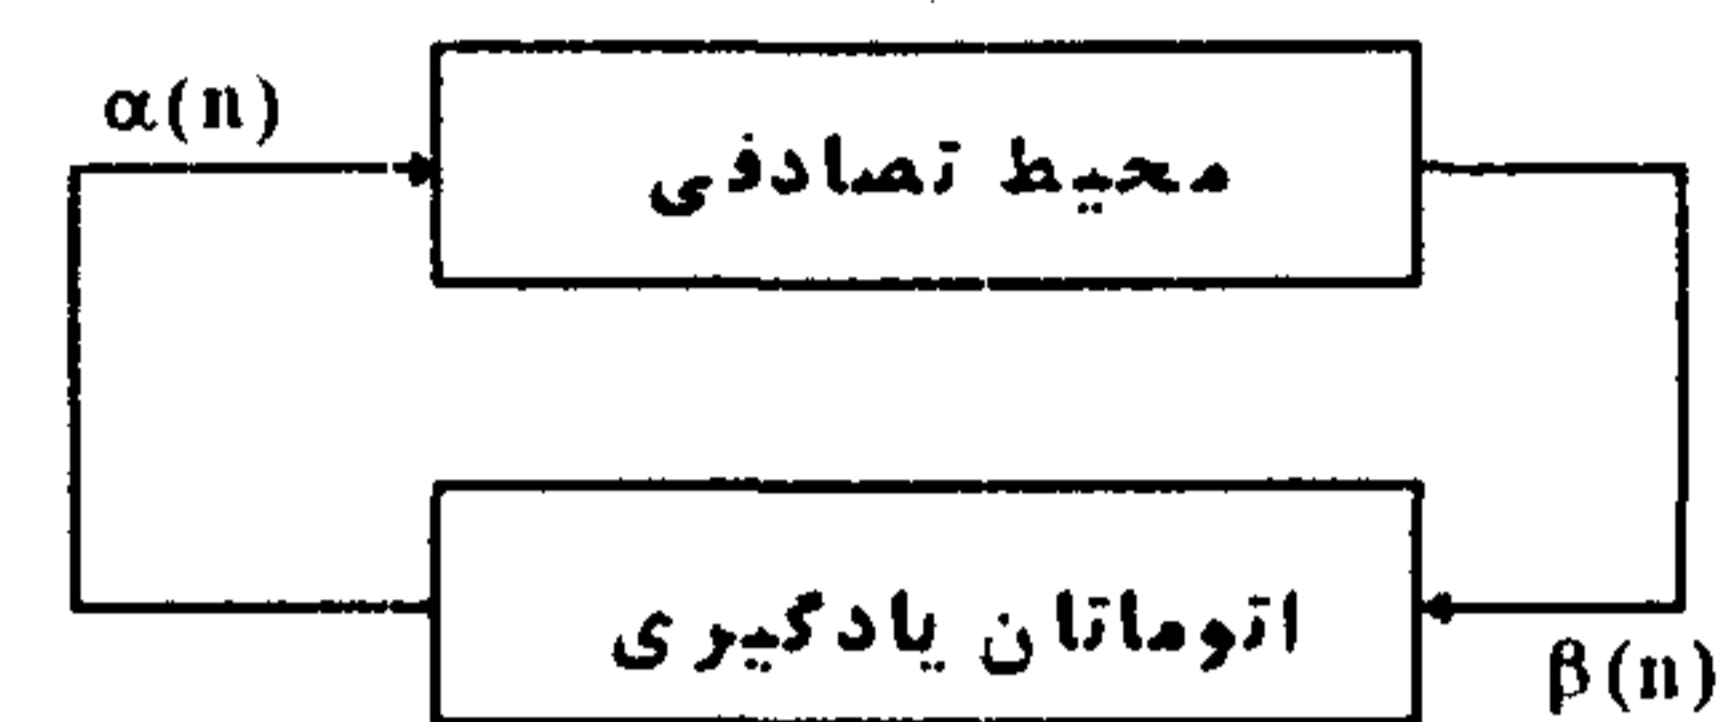 α(n)
محیط تصادفی
اتوماتان یادگیری
β(n)